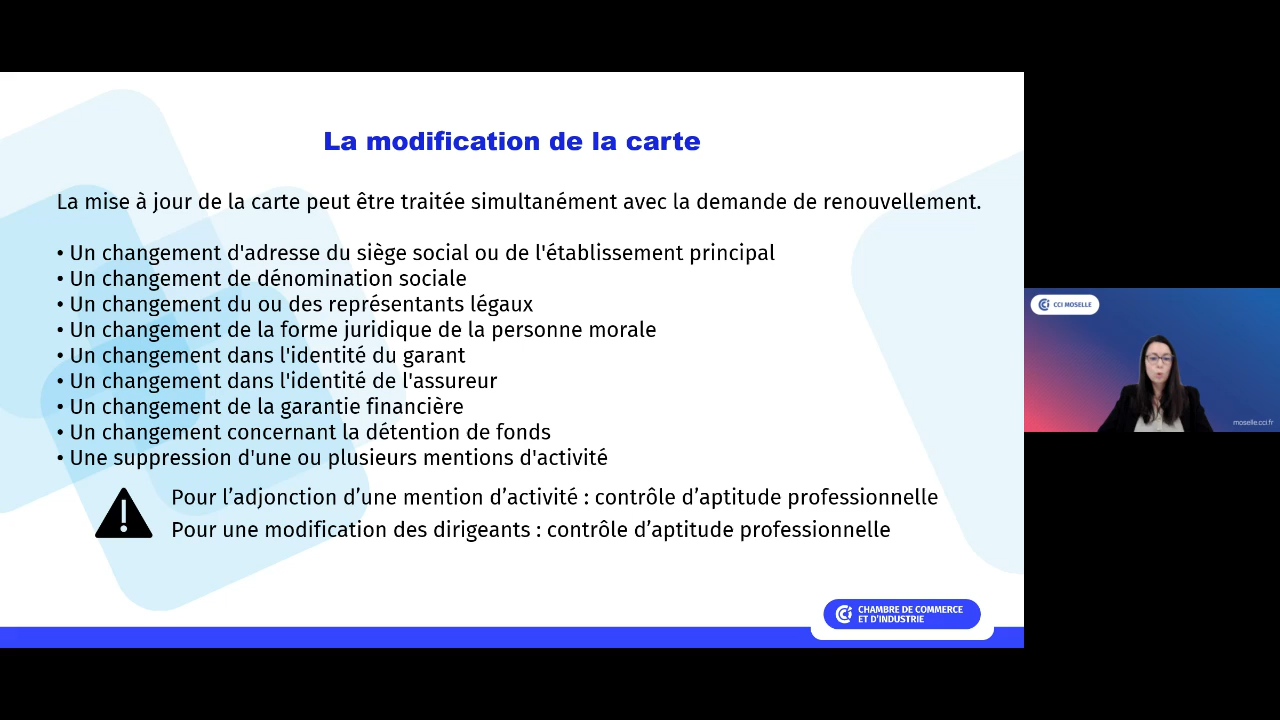 La modification de la carte
La mise à jour de la carte peut être traitée simultanément avec la demande de renouvellement.
• Un changement d'adresse du siège social ou de l'établissement principal
• Un changement de dénomination sociale
• Un changement du ou des représentants légaux
• Un changement de la forme juridique de la personne morale
• Un changement dans l'identité du garant
• Un changement dans l'identité de l'assureur
• Un changement de la garantie financière
• Un changement concernant la détention de fonds
• Une suppression d'une ou plusieurs mentions d'activité
Pour l’adjonction d’une mention d’activité : contrôle d’aptitude professionnelle
Pour une modification des dirigeants : contrôle d’aptitude professionnelle
CHAMBRE DE COMMERCE
ET D’INDUSTRIE
CCI MOSELLE
moselle.cci.fr